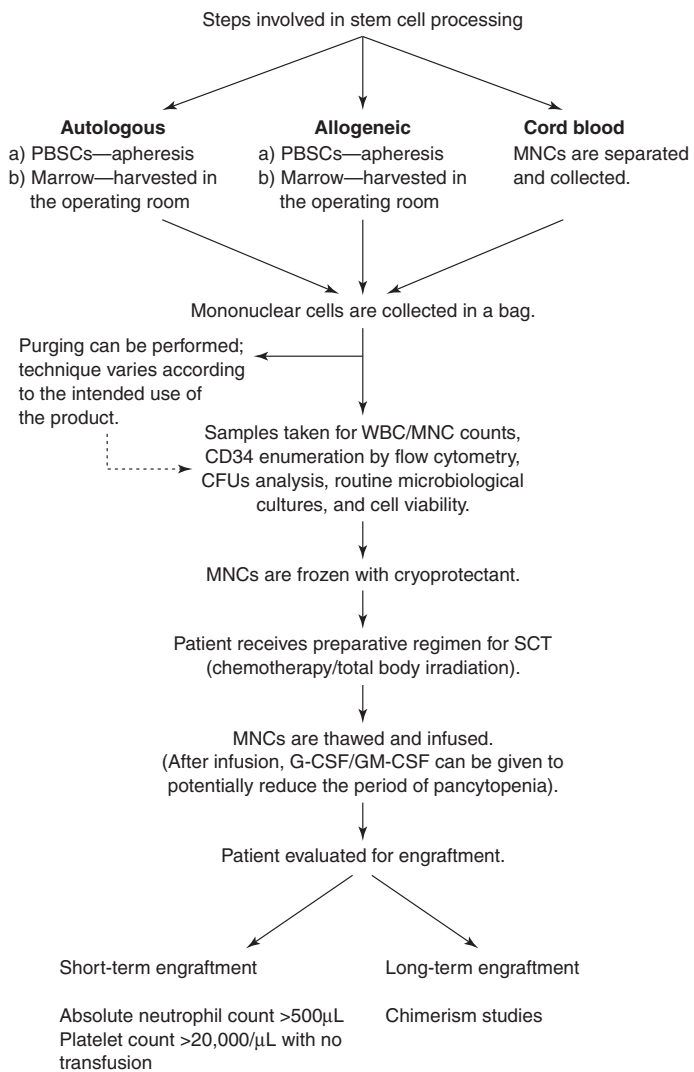 Steps involved in stem cell processing
Autologous
a) PBSCs—apheresis
b) Marrow—harvested in
the operating room
Allogeneic
a) PBSCs—apheresis
b) Marrow—harvested in
the operating room
Cord blood
MNCs are separated
and collected.
Mononuclear cells are collected in a bag.
Purging can be performed;
technique varies according
to the intended use of
the product.
Samples taken for WBC/MNC counts,
CD34 enumeration by flow cytometry,
CFUs analysis, routine microbiological
cultures, and cell viability.
MNCs are frozen with cryoprotectant.
Patient receives preparative regimen for SCT
(chemotherapy/total body irradiation).
MNCs are thawed and infused.
(After infusion, G-CSF/GM-CSF can be given to
potentially reduce the period of pancytopenia).
Patient evaluated for engraftment.
Short-term engraftment
Absolute neutrophil count >500μL
Platelet count >20,000/μL with no
transfusion
Long-term engraftment
Chimerism studies